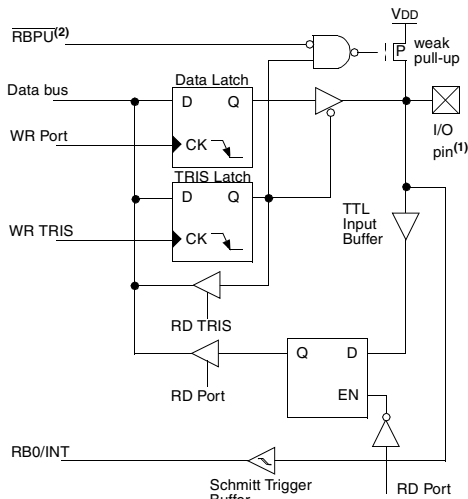 VDD
RBPU(2)
P weak
pull-up
Data bus
Data Latch
D Q
I/O
pin(1)
WR Port
CK
TRIS Latch
D Q
TTL
Input
Buffer
WR TRIS
CK
RD TRIS
Q D
RD Port
EN
RB0/INT
Schmitt Trigger
Buffer
RD Port